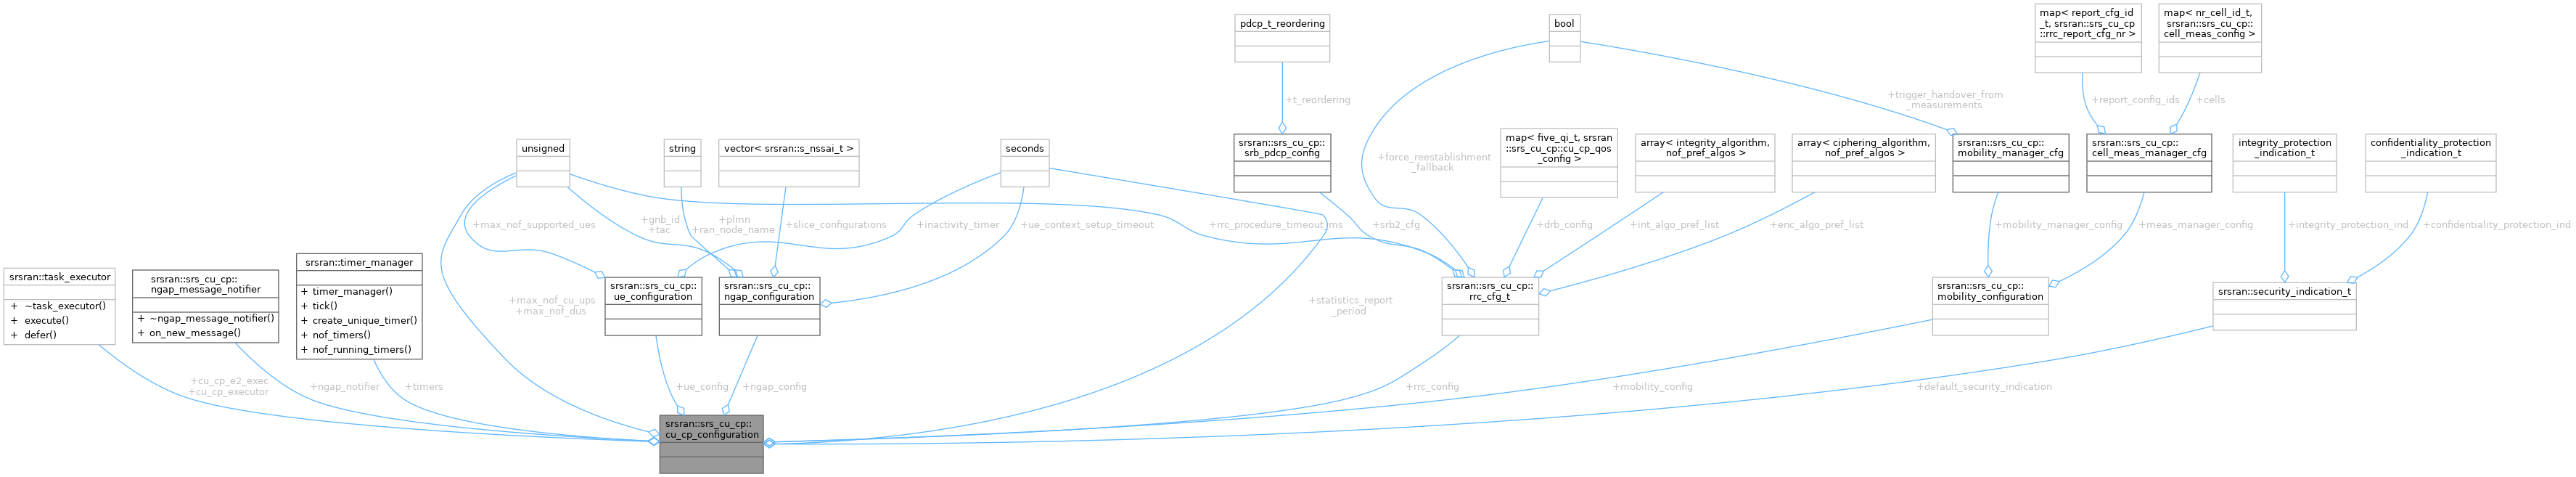 pdcp_t_reordering
bool
map< report_cfg_id
_t, srsran::srs_cu_cp
::rrc_report_cfg_nr >
map< nr_cell_id_t,
srsran::srs_cu_cp::
cell_meas_config >
+t_reordering
+trigger_handover_from
_measurements
+report_config_ids
+cells
unsigned
string
vector< srsran::s_nssai_t >
seconds
srsran::srs_cu_cp::
srb_pdcp_config
+force_reestablishment
_fallback
map< five_qi_t, srsran
::srs_cu_cp::cu_cp_qos
_config >
array< integrity_algorithm,
nof_pref_algos >
array< ciphering_algorithm,
nof_pref_algos >
srsran::srs_cu_cp::
mobility_manager_cfg
srsran::srs_cu_cp::
cell_meas_manager_cfg
integrity_protection
_indication_t
confidentiality_protection
_indication_t
+max_nof_supported_ues
+gnb_id
+tac
+plmn
+ran_node_name
+slice_configurations
+inactivity_timer
+ue_context_setup_timeout
+rrc_procedure_timeout_ms
+srb2_cfg
+drb_config
+int_algo_pref_list
+enc_algo_pref_list
+mobility_manager_config
+meas_manager_config
+integrity_protection_ind
+confidentiality_protection_ind
srsran::task_executor
+ ~task_executor()
+ execute()
+ defer()
srsran::srs_cu_cp::
ngap_message_notifier
+ ~ngap_message_notifier()
+ on_new_message()
srsran::timer_manager
+ timer_manager()
+ tick()
+ create_unique_timer()
+ nof_timers()
+ nof_running_timers()
+max_nof_cu_ups
+max_nof_dus
srsran::srs_cu_cp::
ue_configuration
srsran::srs_cu_cp::
ngap_configuration
+statistics_report
_period
srsran::srs_cu_cp::
rrc_cfg_t
srsran::srs_cu_cp::
mobility_configuration
srsran::security_indication_t
+cu_cp_e2_exec
+cu_cp_executor
+ngap_notifier
+timers
+ue_config
+ngap_config
+rrc_config
+mobility_config
+default_security_indication
srsran::srs_cu_cp::
cu_cp_configuration